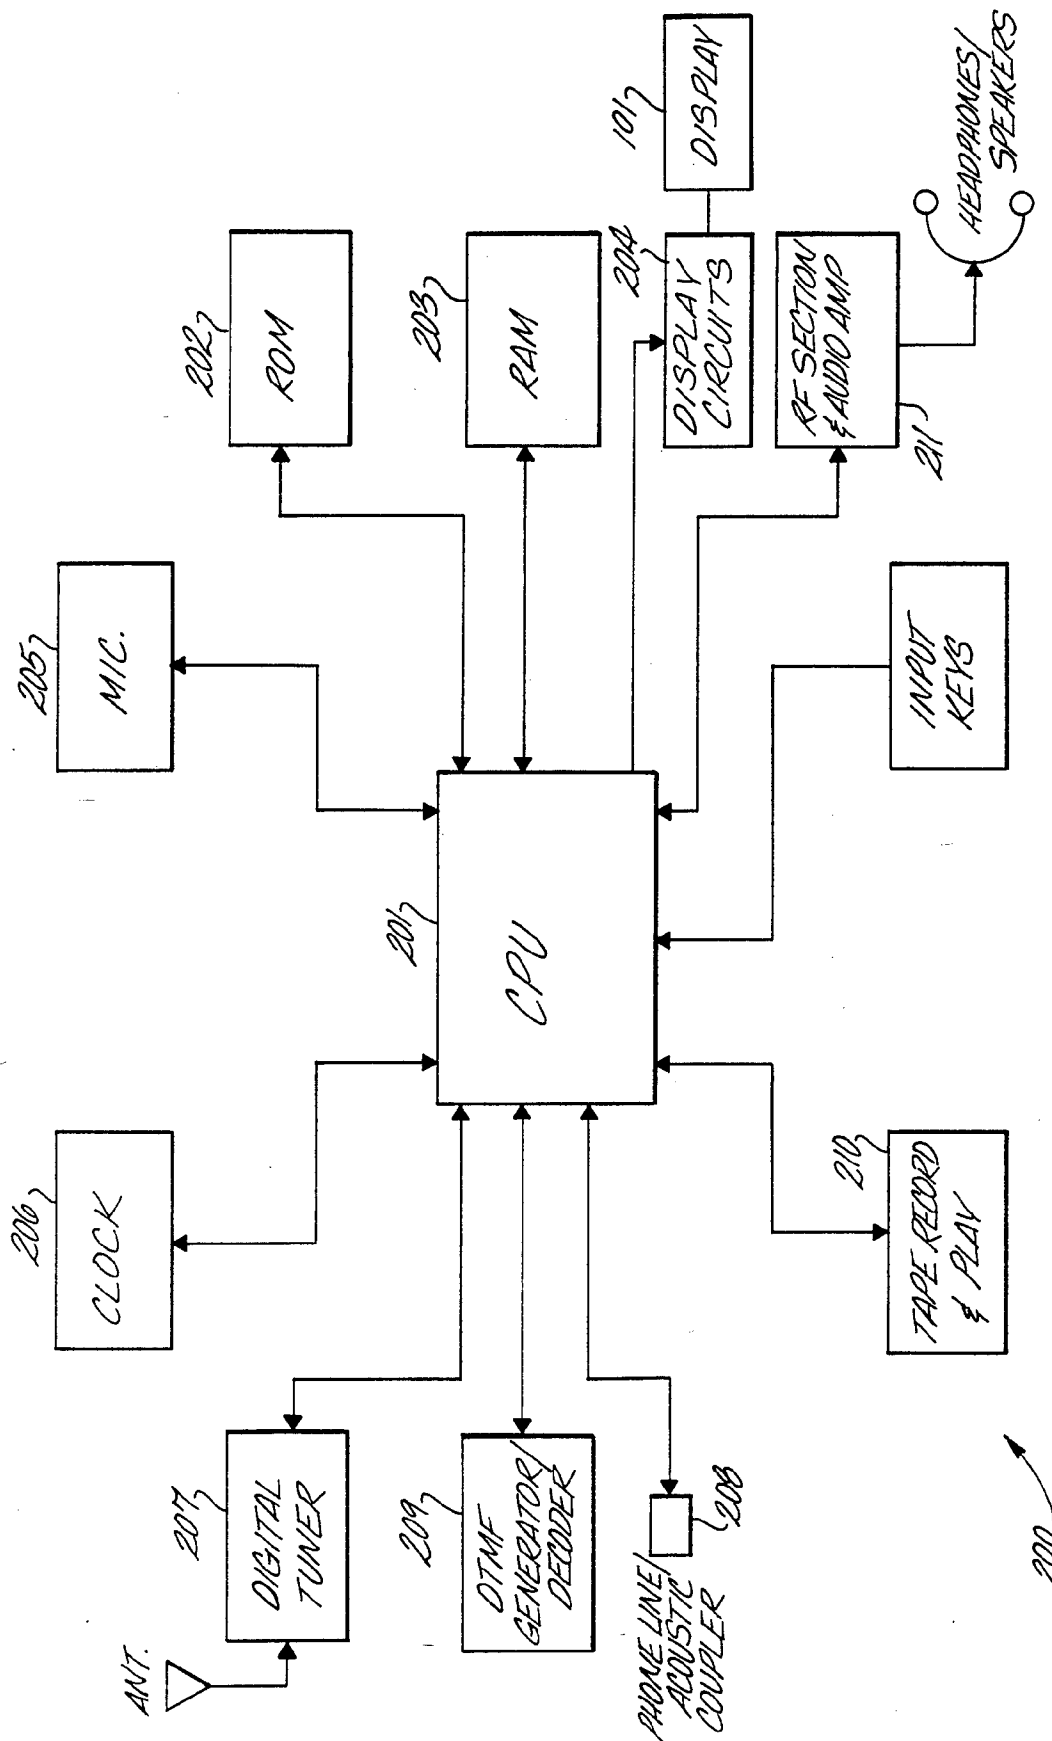 ANT.
207
DIGITAL
TUNER
206
CLOCK
205
MIC.
202
ROM
209
DTMF
GENERATOR/
DECODER
201
CPU
203
RAM
PHONE LINE/
ACOUSTIC
COUPLER
208
204
DISPLAY
CIRCUITS
101
DISPLAY
210
TAPE RECORD
& PLAY
INPUT
KEYS
RF SECTION
& AUDIO AMP
211
HEADPHONES/
SPEAKERS
200